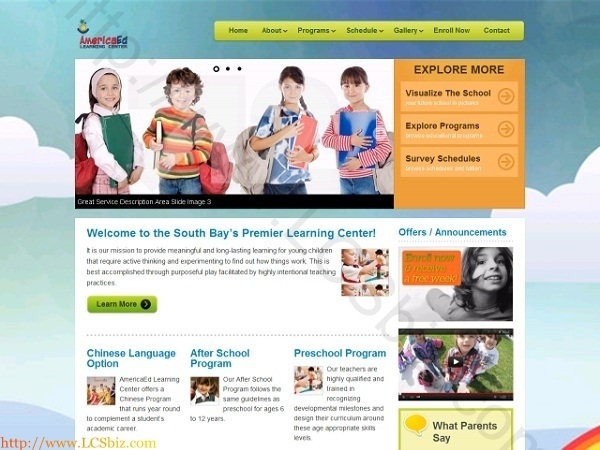 AmericaEd
LEARNING CENTER
Home About Programs Schedule Gallery Enroll Now Contact
Great Service Description Area Slide Image 3
EXPLORE MORE
Visualize The School
your future school in pictures
Explore Programs
browse educational programs
Survey Schedules
browse schedules and tuition
Welcome to the South Bay's Premier Learning Center!
It is our mission to provide meaningful and long-lasting learning for young children
that require active thinking and experimenting to find out how things work. This is
best accomplished through purposeful play facilitated by highly intentional teaching
practices.
Learn More
Chinese Language
Option
AmericaEd Learning
Center offers a
Chinese Program
that runs year round
to complement a
student's
academic career.
After School
Program
Our After School
Program follows the
same guidelines as
preschool for ages 6
to 12 years.
Preschool Program
Our teachers are
highly qualified and
trained in
recognizing
developmental milestones and
design their curriculum around
these age appropriate skills
levels.
Offers / Announcements
Enroll now
& receive
a free week!
What Parents
Say
http://www.LCSbiz.com